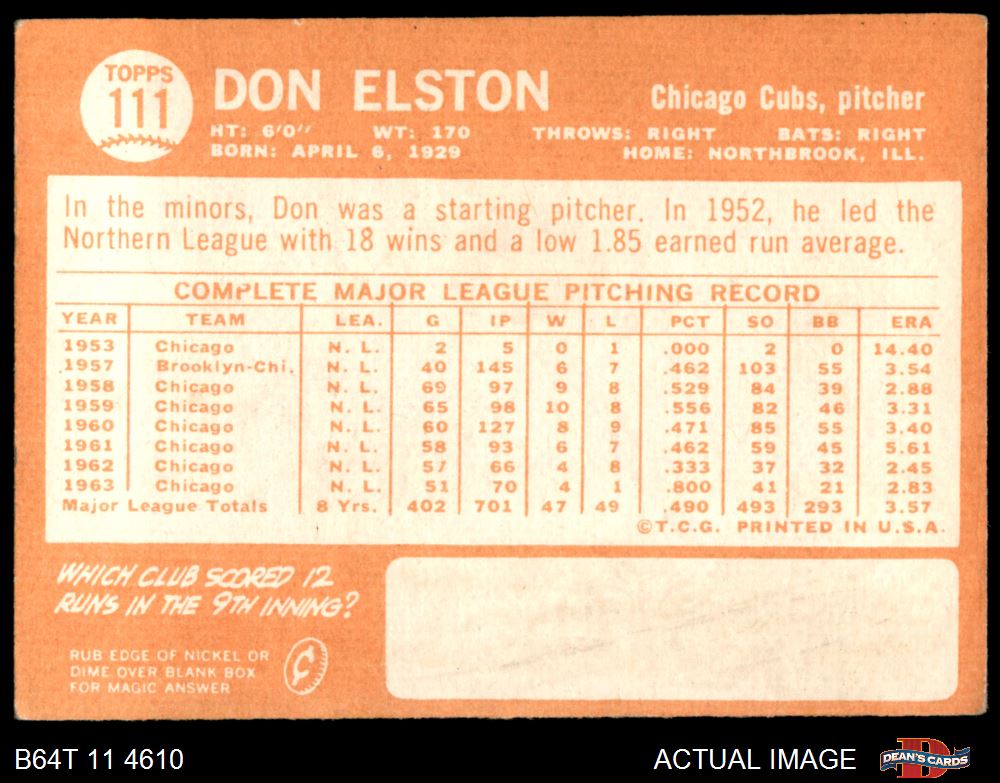 TOPPS
111
DON ELSTON
Chicago Cubs, pitcher
HT: 6'0" WT: 170 THROWS: RIGHT BATS: RIGHT
BORN: APRIL 6, 1929 HOME: NORTHBROOK, ILL.
In the minors, Don was a starting pitcher. In 1952, he led the
Northern League with 18 wins and a low 1.85 earned run average.
COMPLETE MAJOR LEAGUE PITCHING RECORD
YEAR TEAM LEA. G IP W L PCT SO BB ERA
1953 Chicago N. L. 2 5 0 1 .000 2 0 14.40
1957 Brooklyn-Chi. N. L. 40 145 6 7 .462 103 55 3.54
1958 Chicago N. L. 69 97 9 8 .529 84 39 2.88
1959 Chicago N. L. 65 98 10 8 .556 82 46 3.31
1960 Chicago N. L. 60 127 8 9 .471 85 55 3.40
1961 Chicago N. L. 58 93 6 7 .462 59 45 5.61
1962 Chicago N. L. 57 66 4 8 .333 37 32 2.45
1963 Chicago N. L. 51 70 4 1 .800 41 21 2.83
Major League Totals 8 Yrs. 402 701 47 49 .490 493 293 3.57
©T.C.G. PRINTED IN U.S.A.
WHICH CLUB SCORED 12
RUNS IN THE 9TH INNING?
RUB EDGE OF NICKEL OR
DIME OVER BLANK BOX
FOR MAGIC ANSWER
B64T 11 4610
ACTUAL IMAGE
DEAN'S CARDS